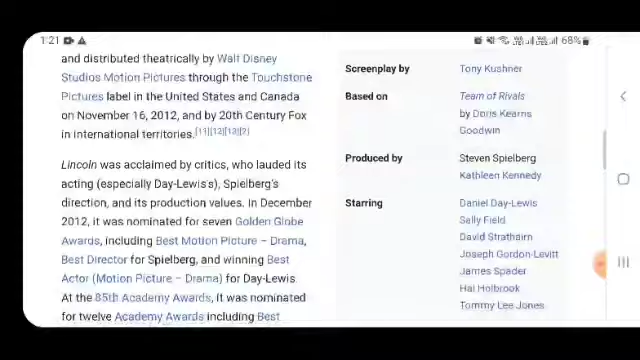 1:21
68%
and distributed theatrically by Walt Disney
Studios Motion Pictures through the Touchstone
Pictures label in the United States and Canada
on November 16, 2012, and by 20th Century Fox
in international territories.[11][12][13][7]
Lincoln was acclaimed by critics, who lauded its
acting (especially Day-Lewis's), Spielberg's
direction, and its production values. In December
2012, it was nominated for seven Golden Globe
Awards, including Best Motion Picture – Drama,
Best Director for Spielberg, and winning Best
Actor (Motion Picture – Drama) for Day-Lewis.
At the 85th Academy Awards, it was nominated
for twelve Academy Awards including Best
Screenplay by Tony Kushner
Based on Team of Rivals
by Doris Kearns
Goodwin
Produced by Steven Spielberg
Kathleen Kennedy
Starring Daniel Day-Lewis
Sally Field
David Strathairn
Joseph Gordon-Levitt
James Spader
Hal Holbrook
Tommy Lee Jones